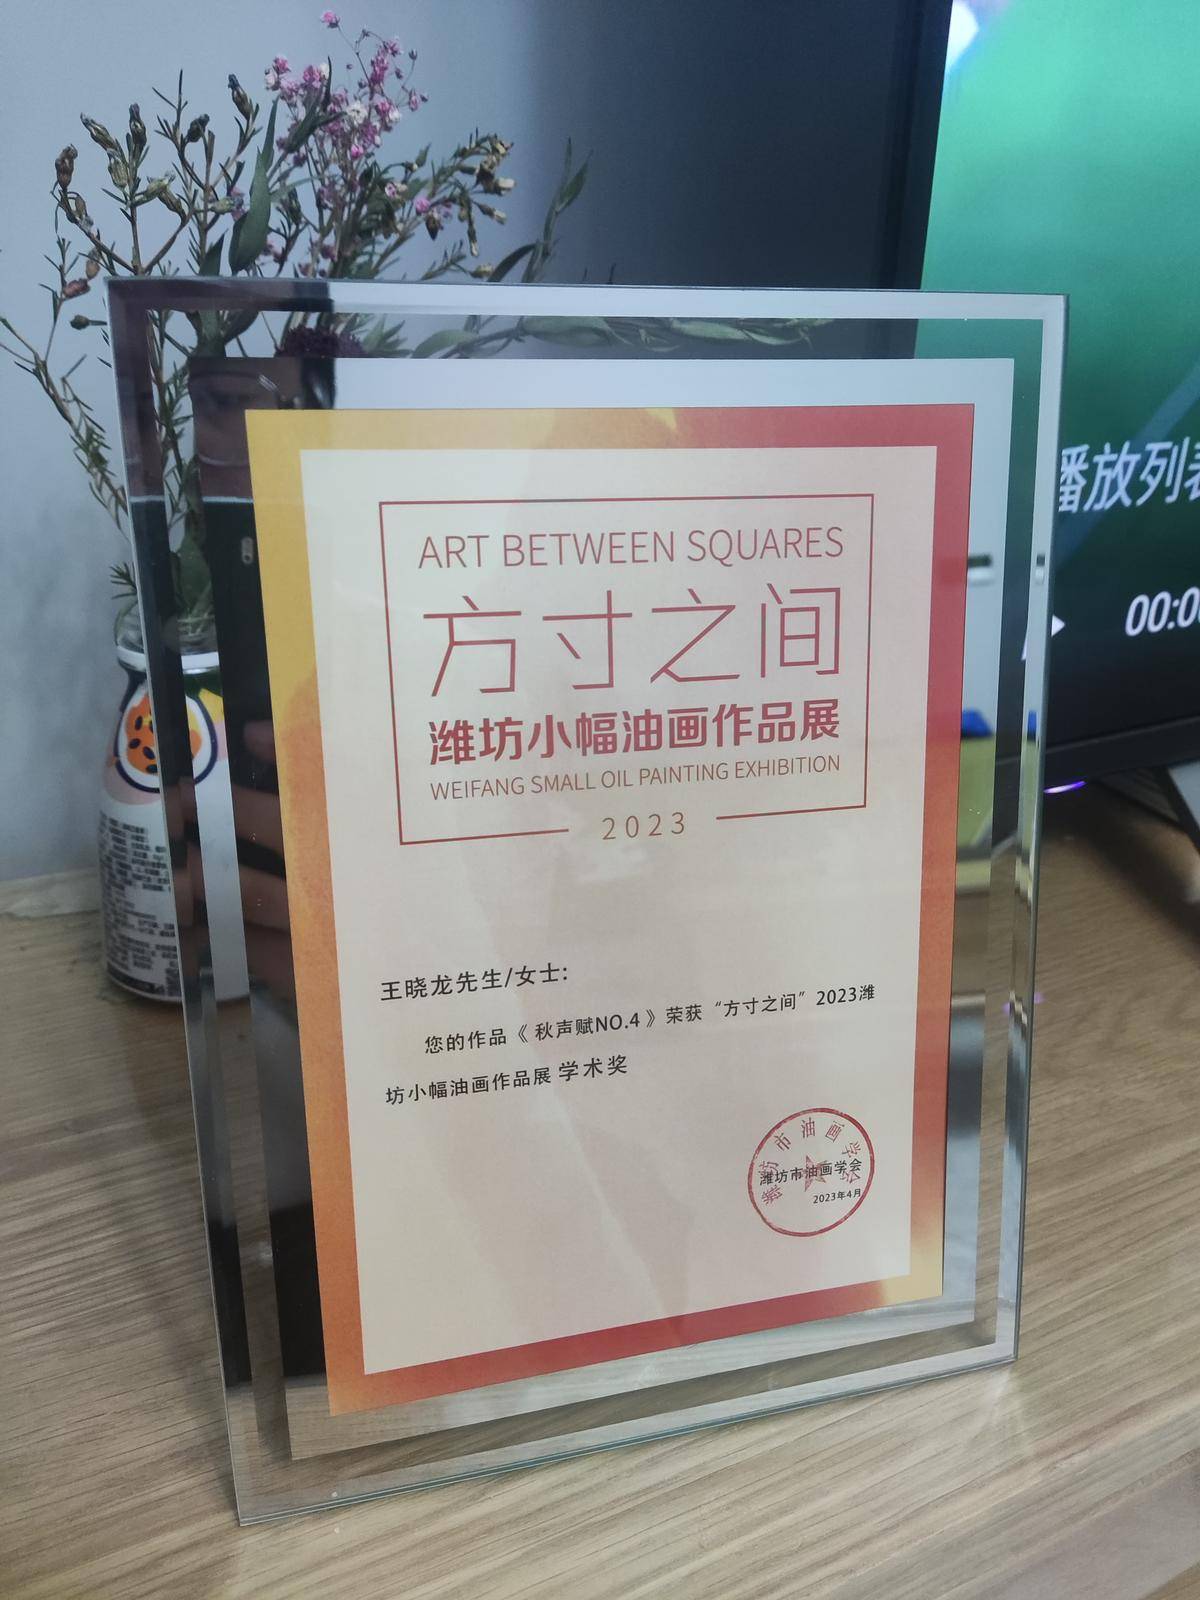 ART BETWEEN SQUARES
方寸之间
潍坊小幅油画作品展
WEIFANG SMALL OIL PAINTING EXHIBITION
2023
王晓龙先生/女士:
您的作品《 秋声赋NO.4 》荣获“方寸之间”2023潍
坊小幅油画作品展 学术奖
潍坊市油画学会
潍坊市油画学会
2023年4月
播放列表